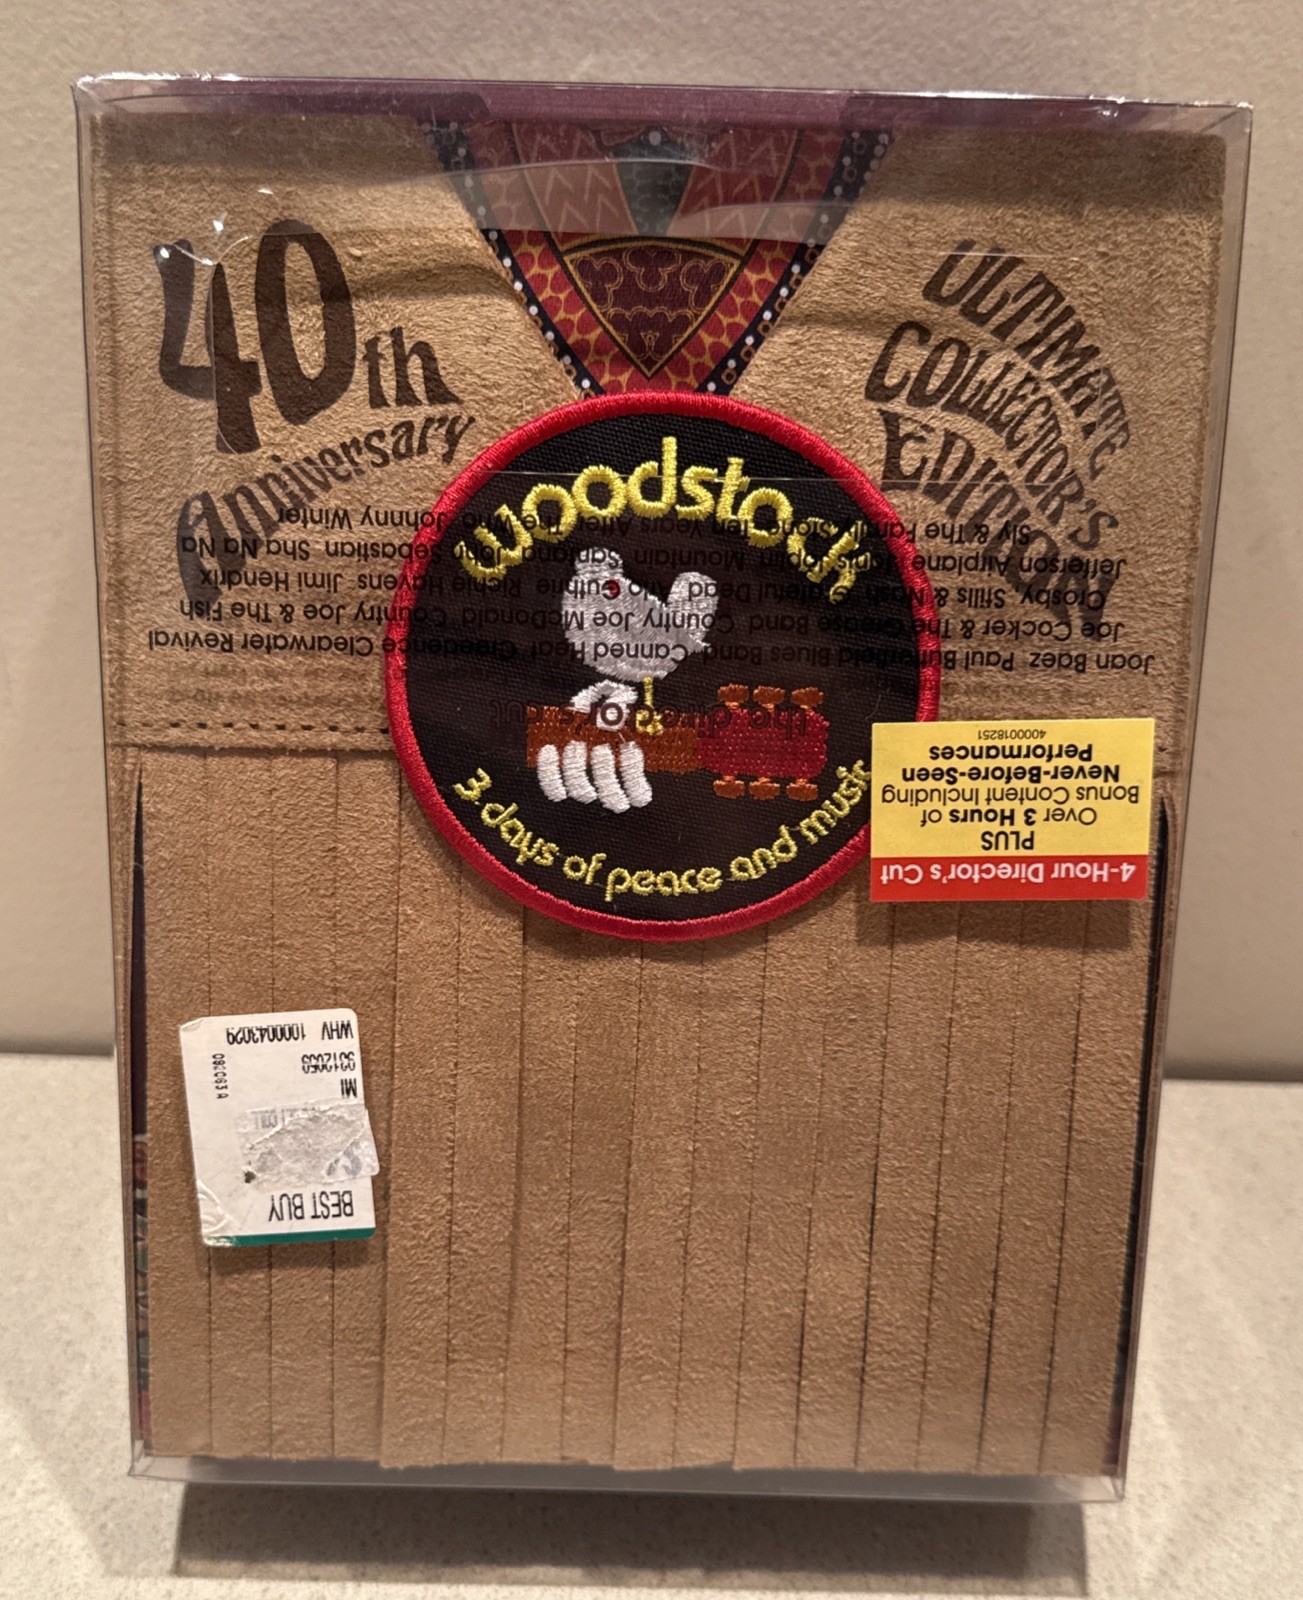 40th
Anniversary
ULTIMATE
COLLECTOR'S
EDITION
woodstock
3 days of peace and music
the director's cut
Joan Baez Paul Butterfield Blues Band Canned Heat Creedence Clearwater Revival
Joe Cocker & The Grease Band Country Joe McDonald Country Joe & The Fish
Crosby, Stills & Nash Grateful Dead Arlo Guthrie Richie Havens Jimi Hendrix
Jefferson Airplane Janis Joplin Mountain Santana John Sebastian Sha Na Na
Sly & The Family Stone Ten Years After The Who Johnny Winter
4-Hour Director's Cut
PLUS
Over 3 Hours of
Bonus Content Including
Never-Before-Seen
Performances
4000018251
BEST BUY
MI
9312059
WHV 1000043029